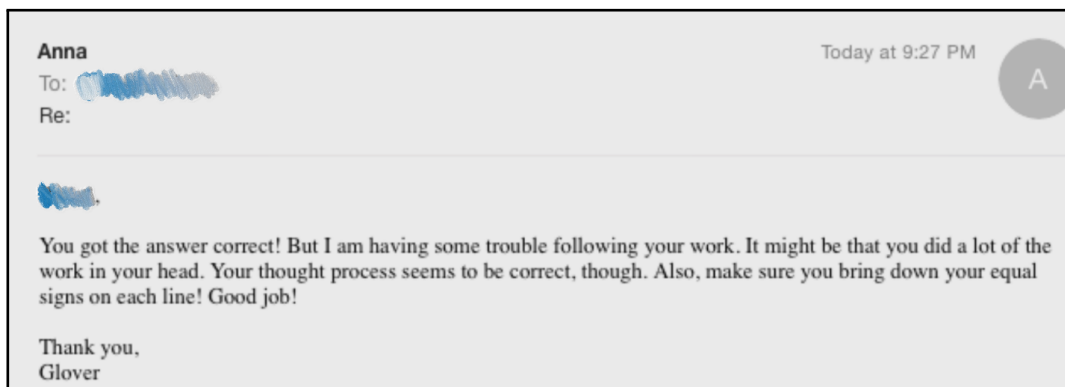 Anna
Today at 9:27 PM
To:
A
Re:
,
You got the answer correct! But I am having some trouble following your work. It might be that you did a lot of the
work in your head. Your thought process seems to be correct, though. Also, make sure you bring down your equal
signs on each line! Good job!
Thank you,
Glover